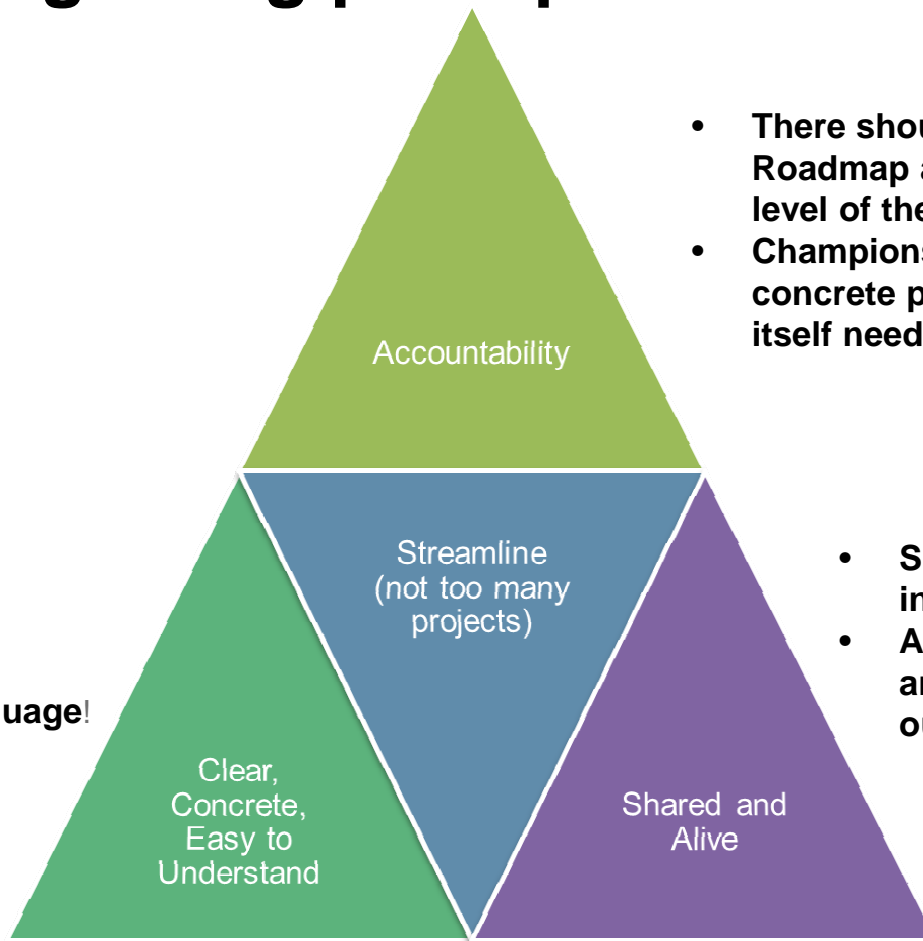 • There shou
Roadmap a
level of the
• Champions
concrete p
itself need
Accountability
Streamline
(not too many
projects)
• S
in
• A
ar
ou
uage!
Clear,
Concrete,
Easy to
Understand
Shared and
Alive